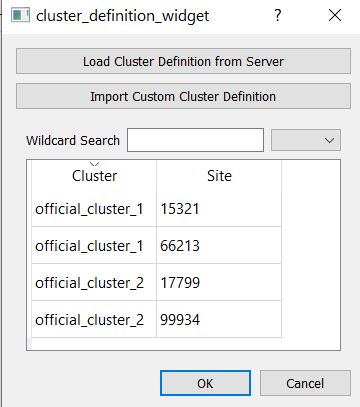 cluster_definition_widget ? ×
Load Cluster Definition from Server
Import Custom Cluster Definition
Wildcard Search
Cluster Site
official_cluster_1 15321
official_cluster_1 66213
official_cluster_2 17799
official_cluster_2 99934
OK Cancel